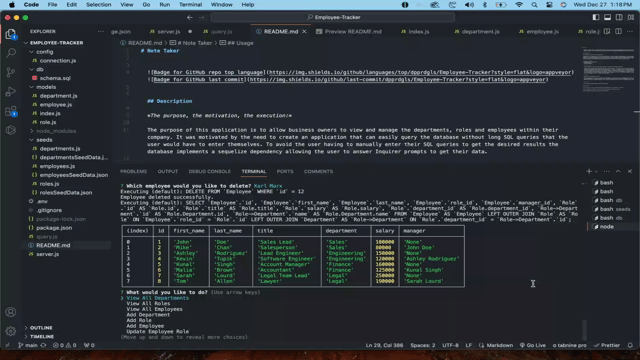 Code File Edit Selection View Go Run Terminal Window Help
Wed Dec 27 1:18 PM
Employee-Tracker
EXPLORER
ge.json server.js query.js README.md Preview README.md index.js department.js employee.js role.j
EMPLOYEE-TRACKER
README.md > # Note Taker > ## Usage
config
connection.js
db
schema.sql
models
department.js
employee.js
index.js
role.js
node_modules
seeds
departments.js
departmentsSeedData.j...
employees.js
employeesSeedData.json
roles.js
rolesSeedData.json
.env
.gitignore
package-lock.json
package.json
query.js
README.md
server.js
OUTLINE
TIMELINE
# Note Taker
![Badge for GitHub repo top language](https://img.shields.io/github/languages/top/dpprdgls/Employee-Tracker?style=flat&logo=appveyor)
![Badge for GitHub last commit](https://img.shields.io/github/last-commit/dpprdgls/Employee-Tracker?style=flat&logo=appveyor)
## Description
*The purpose, the motivation, the execution:*
The purpose of this application is to allow business owners to view and manage the departments, roles and employees within their
company. It was motivated by the need to create an application that can easily query the database without long SQL queries that
the user would have to enter themselves. To avoid the user having to manually enter their SQL queries to get the desired results the
database implements a sequelize dependency allowing the user to answer Inquirer prompts to get their data.
PROBLEMS OUTPUT DEBUG CONSOLE TERMINAL PORTS COMMENTS
? Which employee would you like to delete? Karl Marx
Executing (default): DELETE FROM `Employee` WHERE `id` = 12
Employee deleted successfully.
Executing (default): SELECT `Employee`.`id`, `Employee`.`first_name`, `Employee`.`last_name`, `Employee`.`role_id`, `Employee`.`manager_id`, `Role`.
`id` AS `Role.id`, `Role`.`title` AS `Role.title`, `Role`.`salary` AS `Role.salary`, `Role`.`department_id` AS `Role.department_id`, `Role->Depart
ment`.`id` AS `Role.Department.id`, `Role->Department`.`name` AS `Role.Department.name` FROM `Employee` AS `Employee` LEFT OUTER JOIN `Role` AS `Ro
le` ON `Employee`.`role_id` = `Role`.`id` LEFT OUTER JOIN `Department` AS `Role->Department` ON `Role`.`department_id` = `Role->Department`.`id`;
(index) id first_name last_name title department salary manager
0 1 'John' 'Doe' 'Sales Lead' 'Sales' 100000 'None'
1 2 'Mike' 'Chan' 'Salesperson' 'Sales' 80000 'John Doe'
2 3 'Ashley' 'Rodriguez' 'Lead Engineer' 'Engineering' 150000 'None'
3 4 'Kevin' 'Tupik' 'Software Engineer' 'Engineering' 120000 'Ashley Rodriguez'
4 5 'Kunal' 'Singh' 'Account Manager' 'Finance' 160000 'None'
5 6 'Malia' 'Brown' 'Accountant' 'Finance' 125000 'Kunal Singh'
6 7 'Sarah' 'Lourd' 'Legal Team Lead' 'Legal' 250000 'None'
7 8 'Tom' 'Allen' 'Lawyer' 'Legal' 190000 'Sarah Lourd'
? What would you like to do? (Use arrow keys)
❯ View All Departments
View All Roles
View All Employees
Add Department
Add Role
Add Employee
Update Employee Role
(Move up and down to reveal more choices)
bash
bash
bash
bash seeds
bash db
node
main 0 0 0 Ln 29, Col 386 Spaces: 2 UTF-8 LF Markdown Go Live tabnine pro Prettier